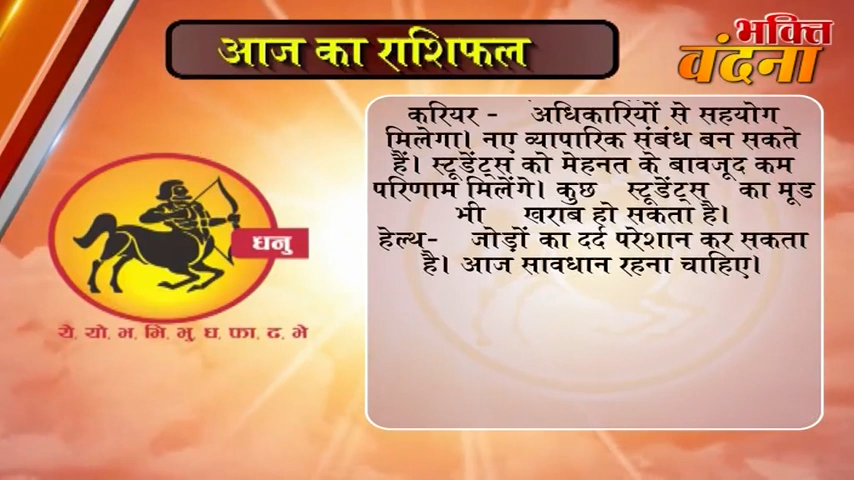 आज का राशिफल
भक्ति
वंदना
करियर - अधिकारियों से सहयोग
मिलेगा। नए व्यापारिक संबंध बन सकते
हैं। स्टूडेंट्स को मेहनत के बावजूद कम
परिणाम मिलेंगे। कुछ स्टूडेंट्स का मूड
भी खराब हो सकता है।
हेल्थ- जोड़ों का दर्द परेशान कर सकता
है। आज सावधान रहना चाहिए।
धनु
ये, यो, भ, भि, भु, ध, फा, ढ, भे